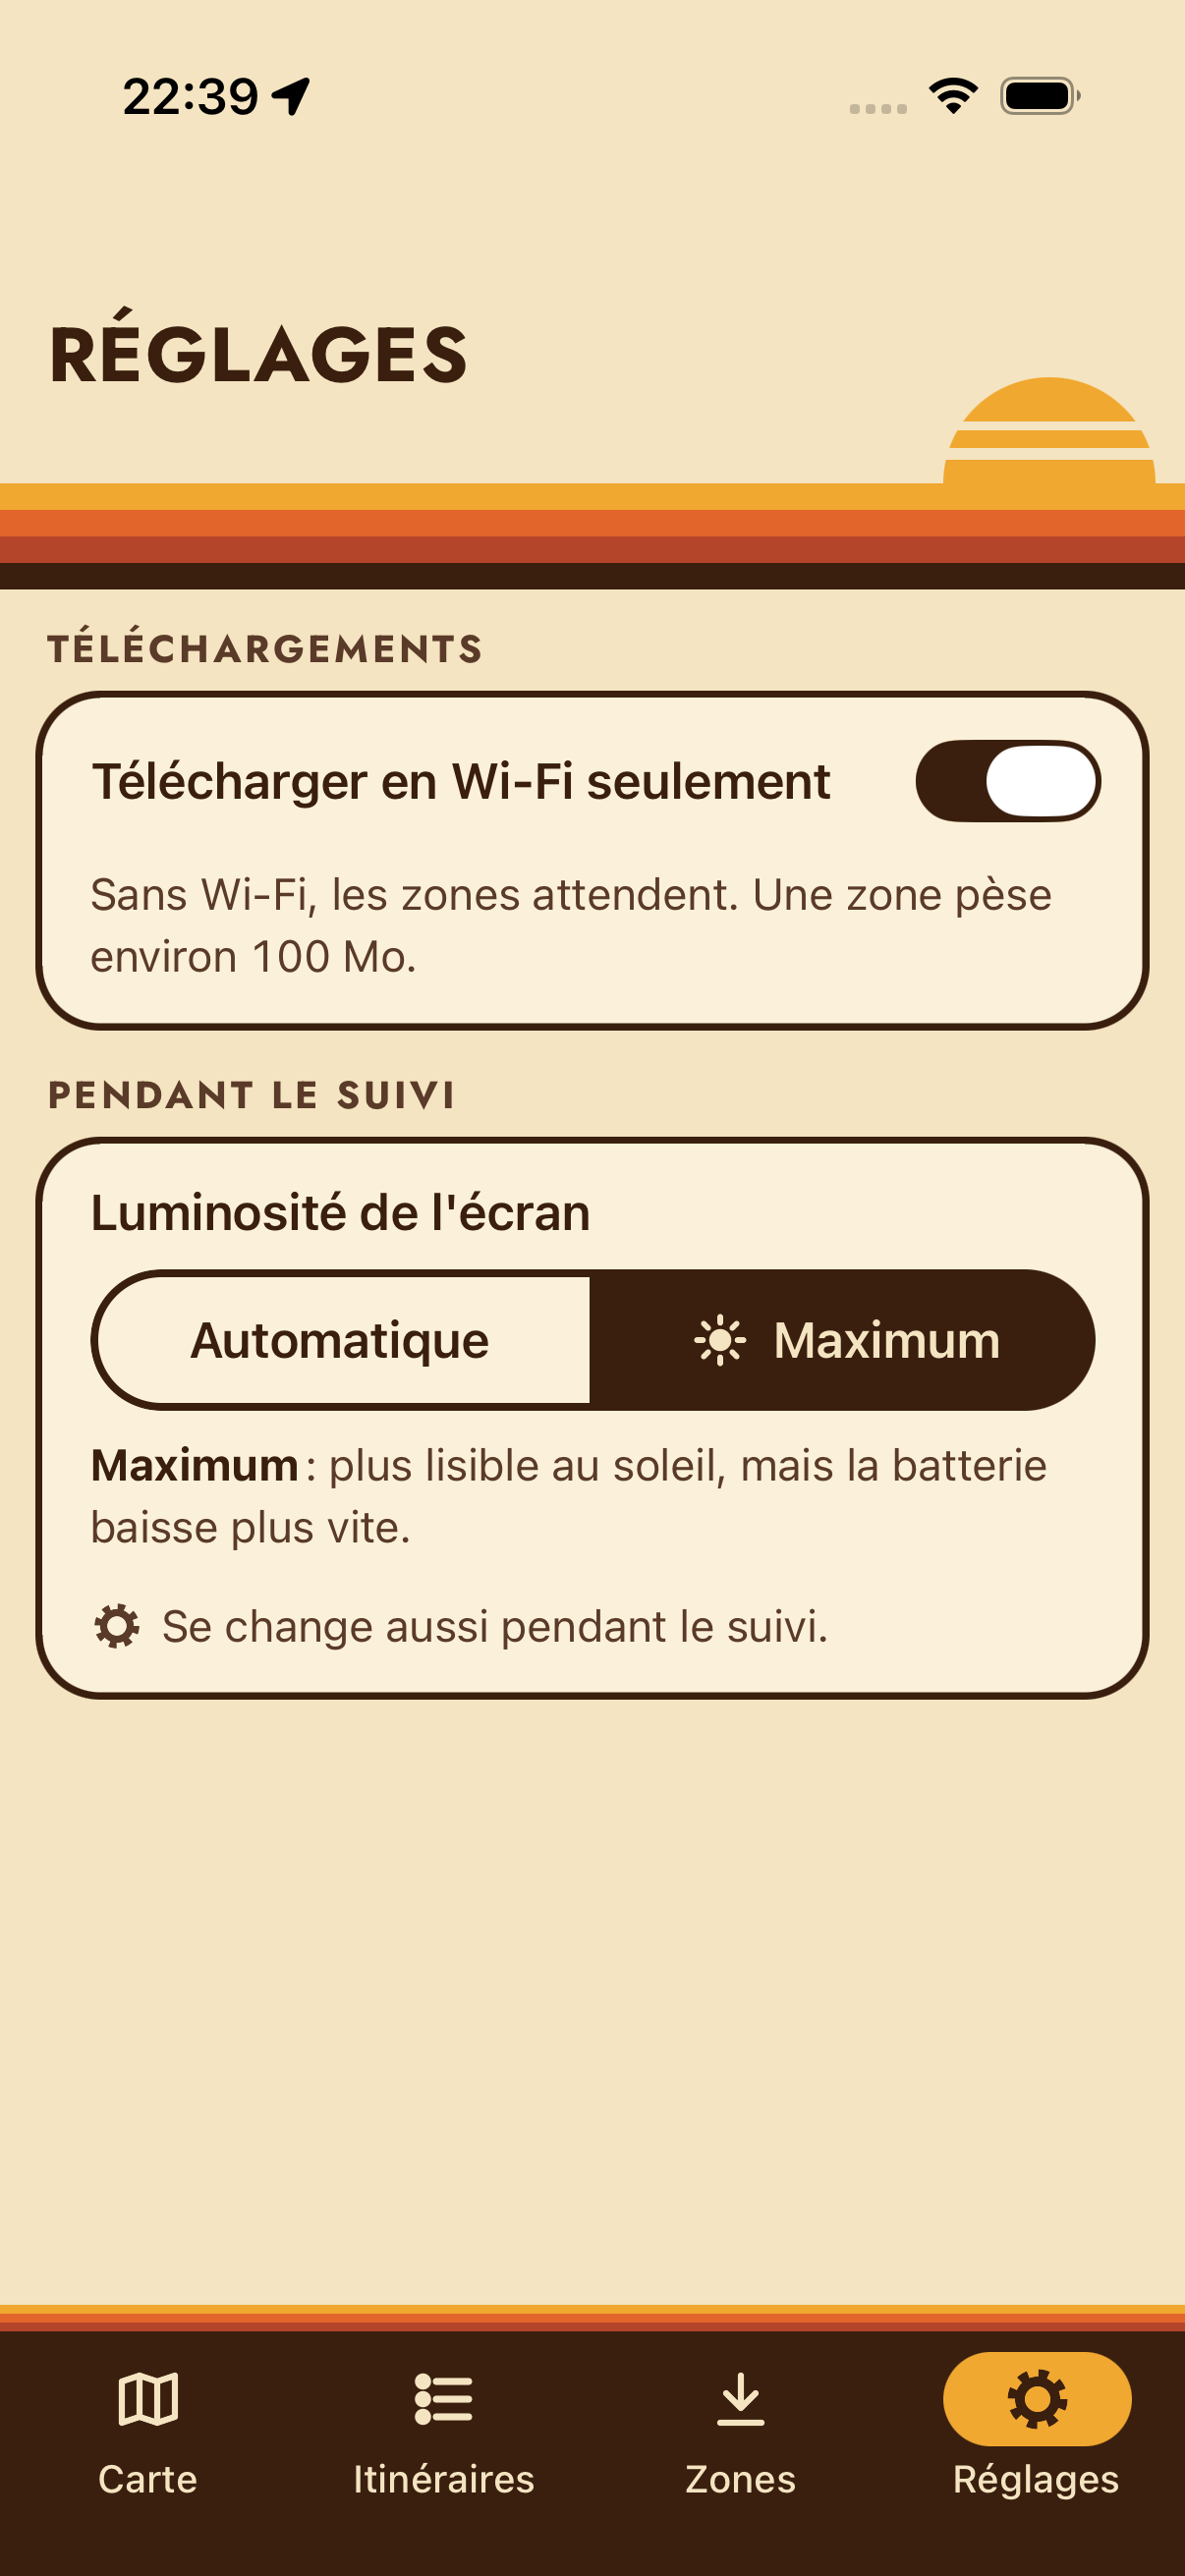 22:39
RÉGLAGES
TÉLÉCHARGEMENTS
Télécharger en Wi-Fi seulement
Sans Wi-Fi, les zones attendent. Une zone pèse
environ 100 Mo.
PENDANT LE SUIVI
Luminosité de l'écran
Automatique
Maximum
Maximum : plus lisible au soleil, mais la batterie
baisse plus vite.
Se change aussi pendant le suivi.
Carte
Itinéraires
Zones
Réglages